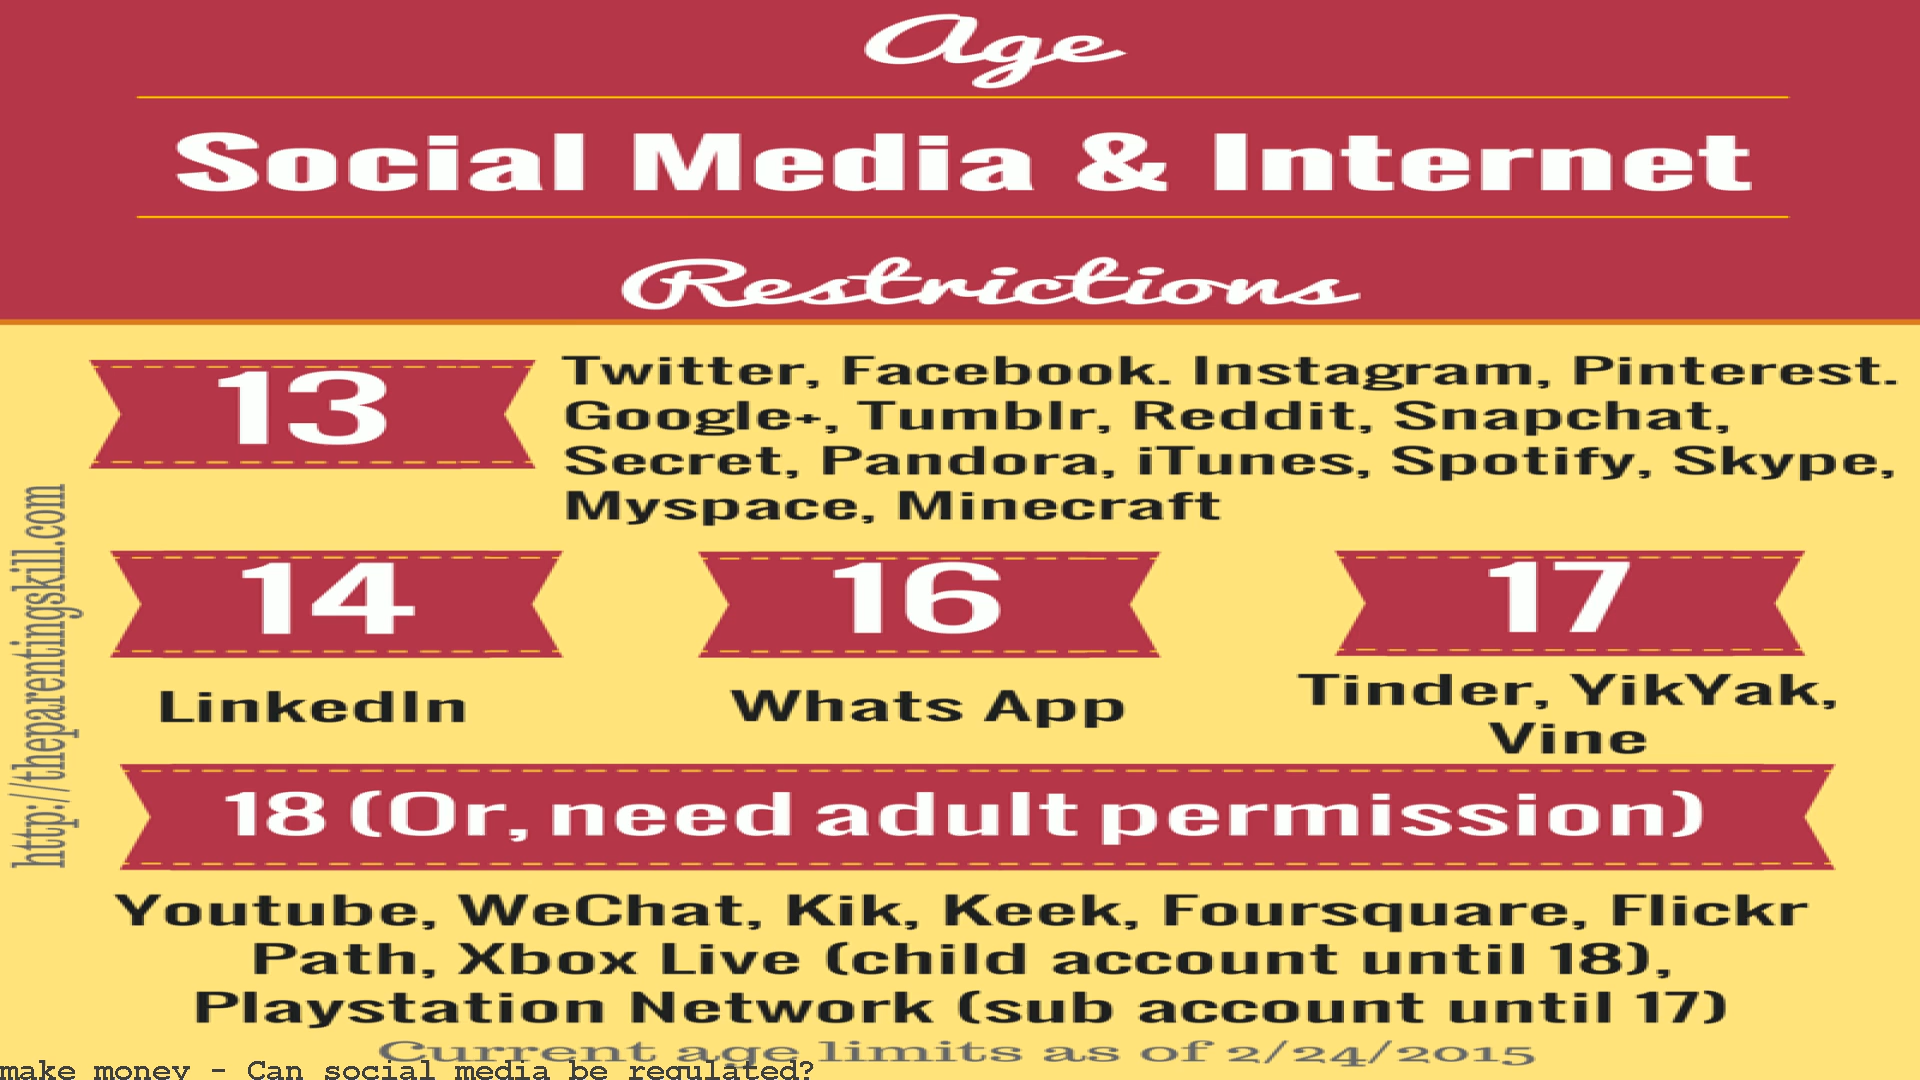 Age
Social Media & Internet
Restrictions
13
Twitter, Facebook. Instagram, Pinterest.
Google+, Tumblr, Reddit, Snapchat,
Secret, Pandora, iTunes, Spotify, Skype,
Myspace, Minecraft
14
LinkedIn
16
Whats App
17
Tinder, YikYak,
Vine
18 (Or, need adult permission)
Youtube, WeChat, Kik, Keek, Foursquare, Flickr
Path, Xbox Live (child account until 18),
Playstation Network (sub account until 17)
Current age limits as of 2/24/2015
http://theparentingskill.com
make money - Can social media be regulated?